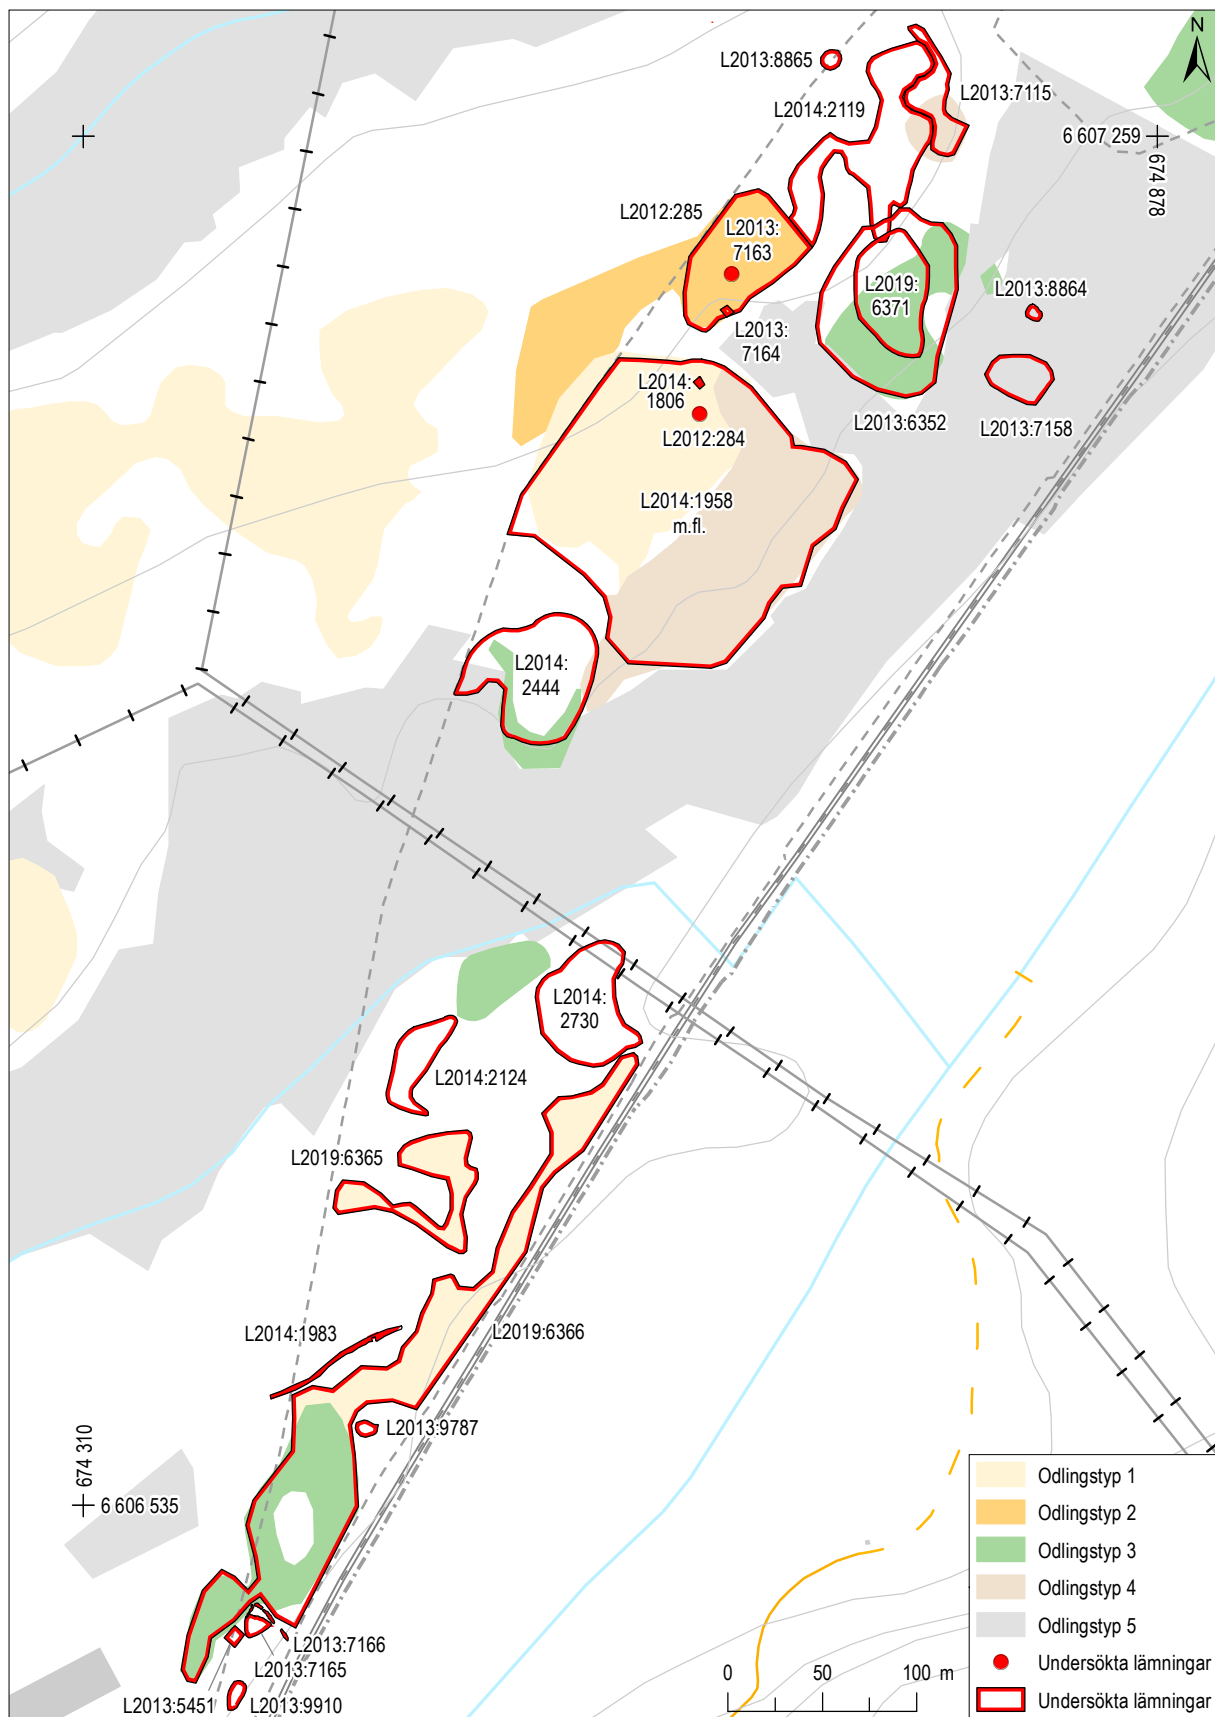 N
L2013:8865
L2013:7115
L2014:2119
6 607 259
674 878
L2012:285
L2013:
7163
L2019:
6371
L2013:8864
L2013:
7164
L2014:
1806
L2012:284
L2013:6352
L2013:7158
L2014:1958
m.fl.
L2014:
2444
L2014:
2730
L2014:2124
L2019:6365
L2014:1983
L2019:6366
L2013:9787
674 310
6 606 535
L2013:7166
L2013:7165
L2013:5451
L2013:9910
Odlingstyp 1
Odlingstyp 2
Odlingstyp 3
Odlingstyp 4
Odlingstyp 5
Undersökta lämningar
Undersökta lämningar
0 50 100 m